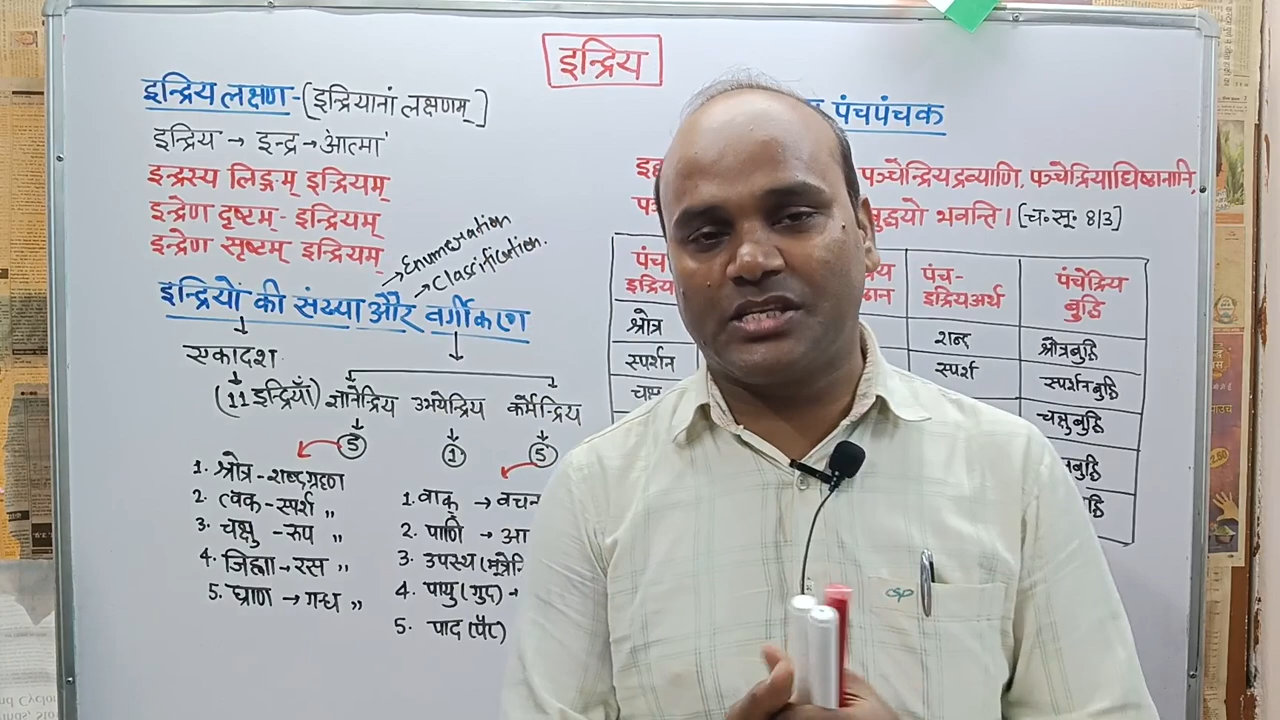 इन्द्रिय
इन्द्रिय लक्षण - [इन्द्रियानां लक्षणम्]
इन्द्रिय → इन्द्र → 'आत्मा'
इन्द्रस्य लिङ्गम् इन्द्रियम्
इन्द्रेण दृष्टम् - इन्द्रियम्
इन्द्रेण सृष्टम् इन्द्रियम्
→ Enumeration
→ Classification.
इन्द्रियों की संख्या और वर्गीकरण
एकादश
(11 इन्द्रियाँ)
ज्ञानेन्द्रिय उभयेन्द्रिय कर्मेन्द्रिय
5 1 5
1. श्रोत्र - शब्द ग्रहण
2. त्वक् - स्पर्श "
3. चक्षु - रूप "
4. जिह्वा → रस "
5. घ्राण → गन्ध "
1. वाक् → वचन
2. पाणि → आ
3. उपस्थ (मूत्रेन्द्रि
4. पायु (गुद) →
5. पाद (पैर)
पंचपंचक
पञ्चेन्द्रियद्रव्याणि, पञ्चेन्द्रियाधिष्ठानानि,
बुद्धयो भवन्ति। [च. सू. 8/3]
पंच इन्द्रिय
पंच-इन्द्रियअर्थ
पंचेन्द्रिय बुद्धि
श्रोत्र शब्द श्रोत्रबुद्धि
स्पर्शन स्पर्श स्पर्शनबुद्धि
चक्षु चक्षुबुद्धि
बुद्धि